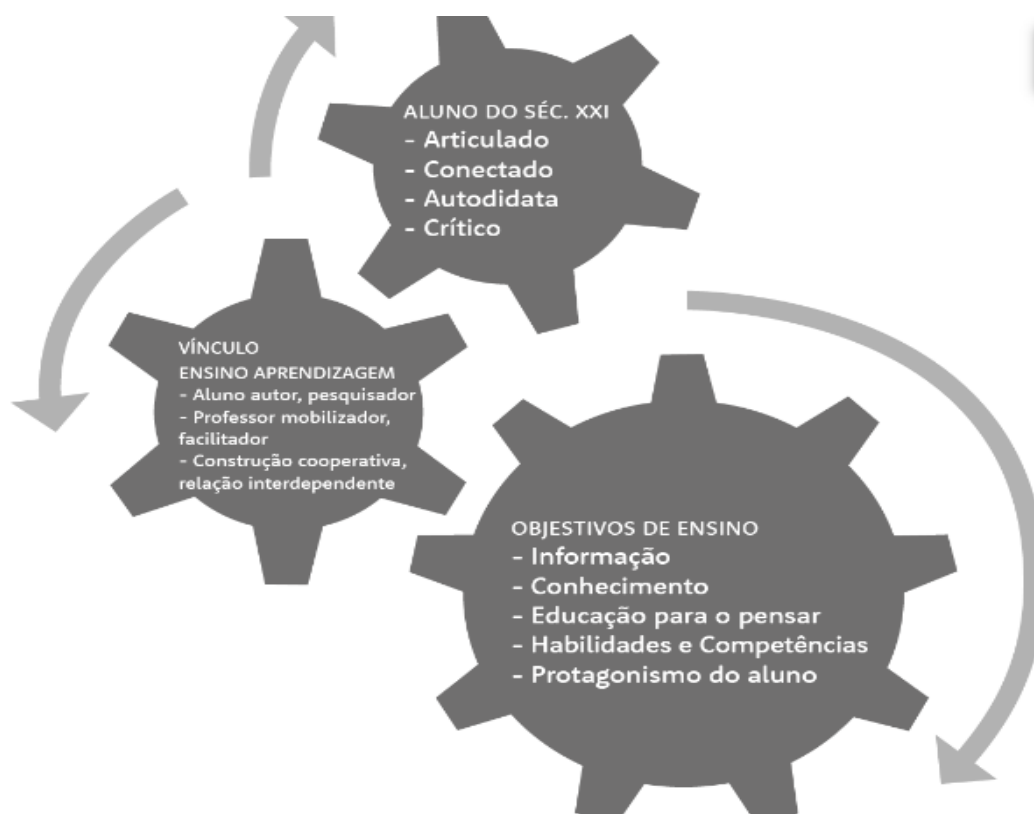 ALUNO DO SÉC. XXI
- Articulado
- Conectado
- Autodidata
- Crítico
VÍNCULO
ENSINO APRENDIZAGEM
- Aluno autor, pesquisador
- Professor mobilizador,
facilitador
- Construção cooperativa,
relação interdependente
OBJESTIVOS DE ENSINO
- Informação
- Conhecimento
- Educação para o pensar
- Habilidades e Competências
- Protagonismo do aluno